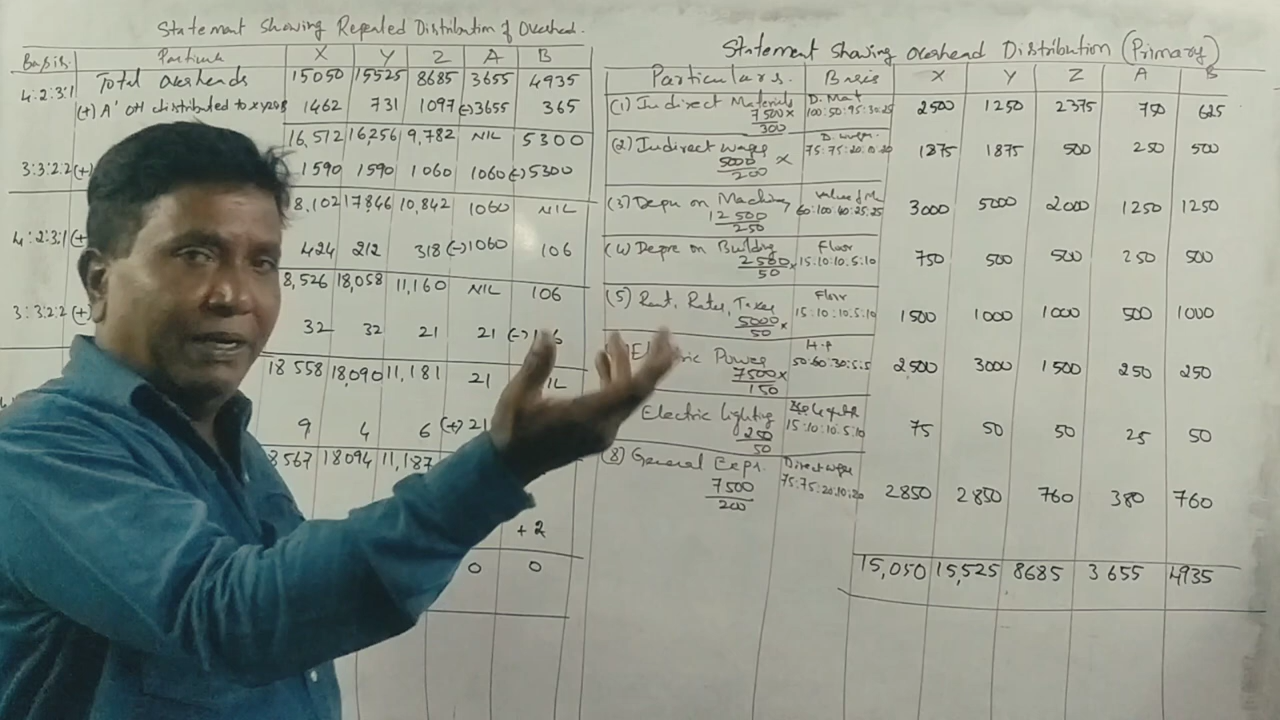 Statement Showing Repeated Distribution of Overhead.
Basis Particula X Y Z A B
4:2:3:1 Total overheads 15050 15525 8685 3655 4935
(+) A' OH distributed to xyz&B 1462 731 1097 (-)3655 365
16,512 16,256 9,782 NIL 5300
3:3:2:2 (+) 1590 1590 1060 1060 (-)5300
8,102 17,846 10,842 1060 NIL
4:2:3:1 (+) 424 212 318 (-)1060 106
8,526 18,058 11,160 NIL 106
3:3:2:2 (+) 32 32 21 21 (-)
18558 18,090 11,181 21 IL
9 4 6 (+)21
8567 18094 11,187
+2
0 0
Statement Showing Overhead Distribution (Primary)
Particulars. Basis X Y Z A B
(1) Indirect Materials D. Mat 2500 1250 2375 750 625
7500 x 100:50:95:30:25
300
(2) Indirect wages D. wages. 1875 1875 500 250 500
5000 x 75:75:20:10:20
200
(3) Depn on Machinery Value of M 3000 5000 2000 1250 1250
12500 60:100:40:25:25
250
(4) Depre on Building Floor 750 500 500 250 500
2500 x 15:10:10:5:10
50
(5) Rent, Rates, Taxes Floor 1500 1000 1000 500 1000
5000 x 15:10:10:5:10
50
Power H.P 2500 3000 1500 250 250
7500 x 50:60:30:5:5
150
Electric lighting 75 50 50 25 50
250 15:10:10:5:10
50
(8) General Exps. Direct wages 2850 2850 760 380 760
7500 75:75:20:10:20
200
15,050 15,525 8685 3655 4935